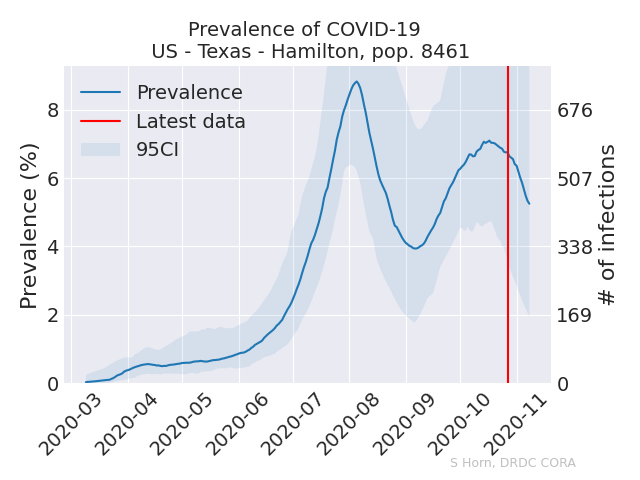 Prevalence of COVID-19
US - Texas - Hamilton, pop. 8461
Prevalence
Latest data
95CI
Prevalence (%)
8
6
4
2
0
676
507
338
169
0
# of infections
2020-03
2020-04
2020-05
2020-06
2020-07
2020-08
2020-09
2020-10
2020-11
S Horn, DRDC CORA